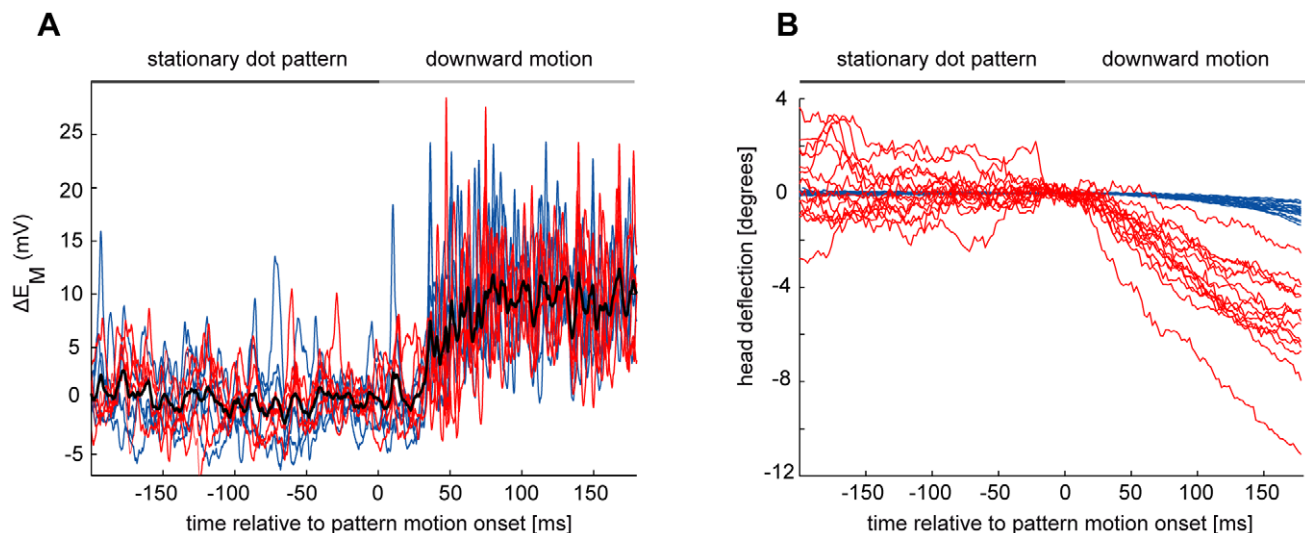 A
stationary dot pattern downward motion
25
20
15
10
5
0
-5
ΔE_M (mV)
-150 -100 -50 0 50 100 150
time relative to pattern motion onset [ms]
B
stationary dot pattern downward motion
4
0
-4
-8
-12
head deflection [degrees]
-150 -100 -50 0 50 100 150
time relative to pattern motion onset [ms]